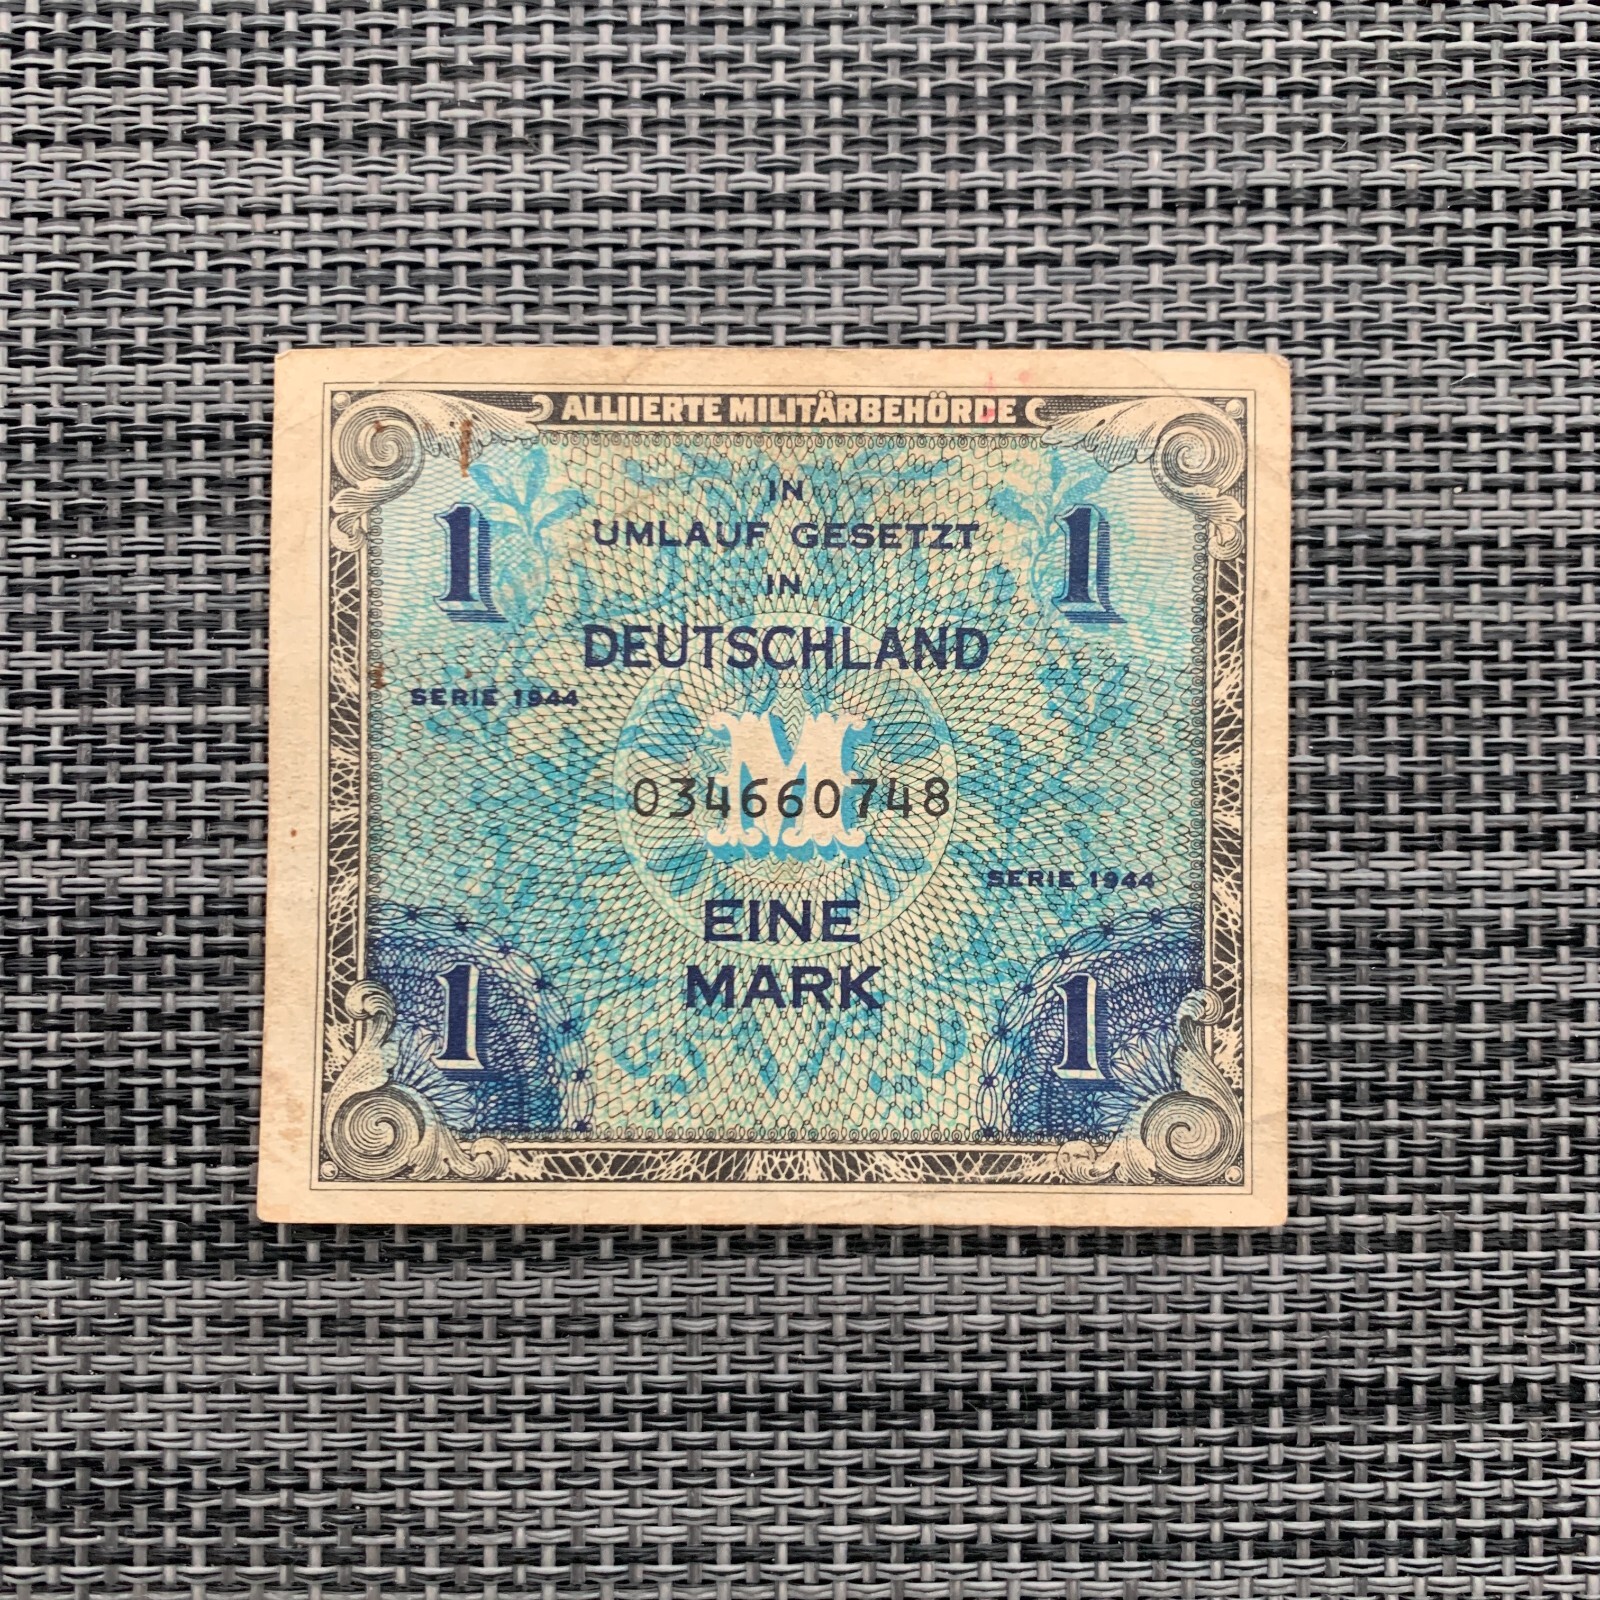 ALLIIERTE MILITÄRBEHÖRDE
IN
UMLAUF GESETZT
IN
1 1
DEUTSCHLAND
SERIE 1944
M
034660748
SERIE 1944
EINE
MARK
1 1